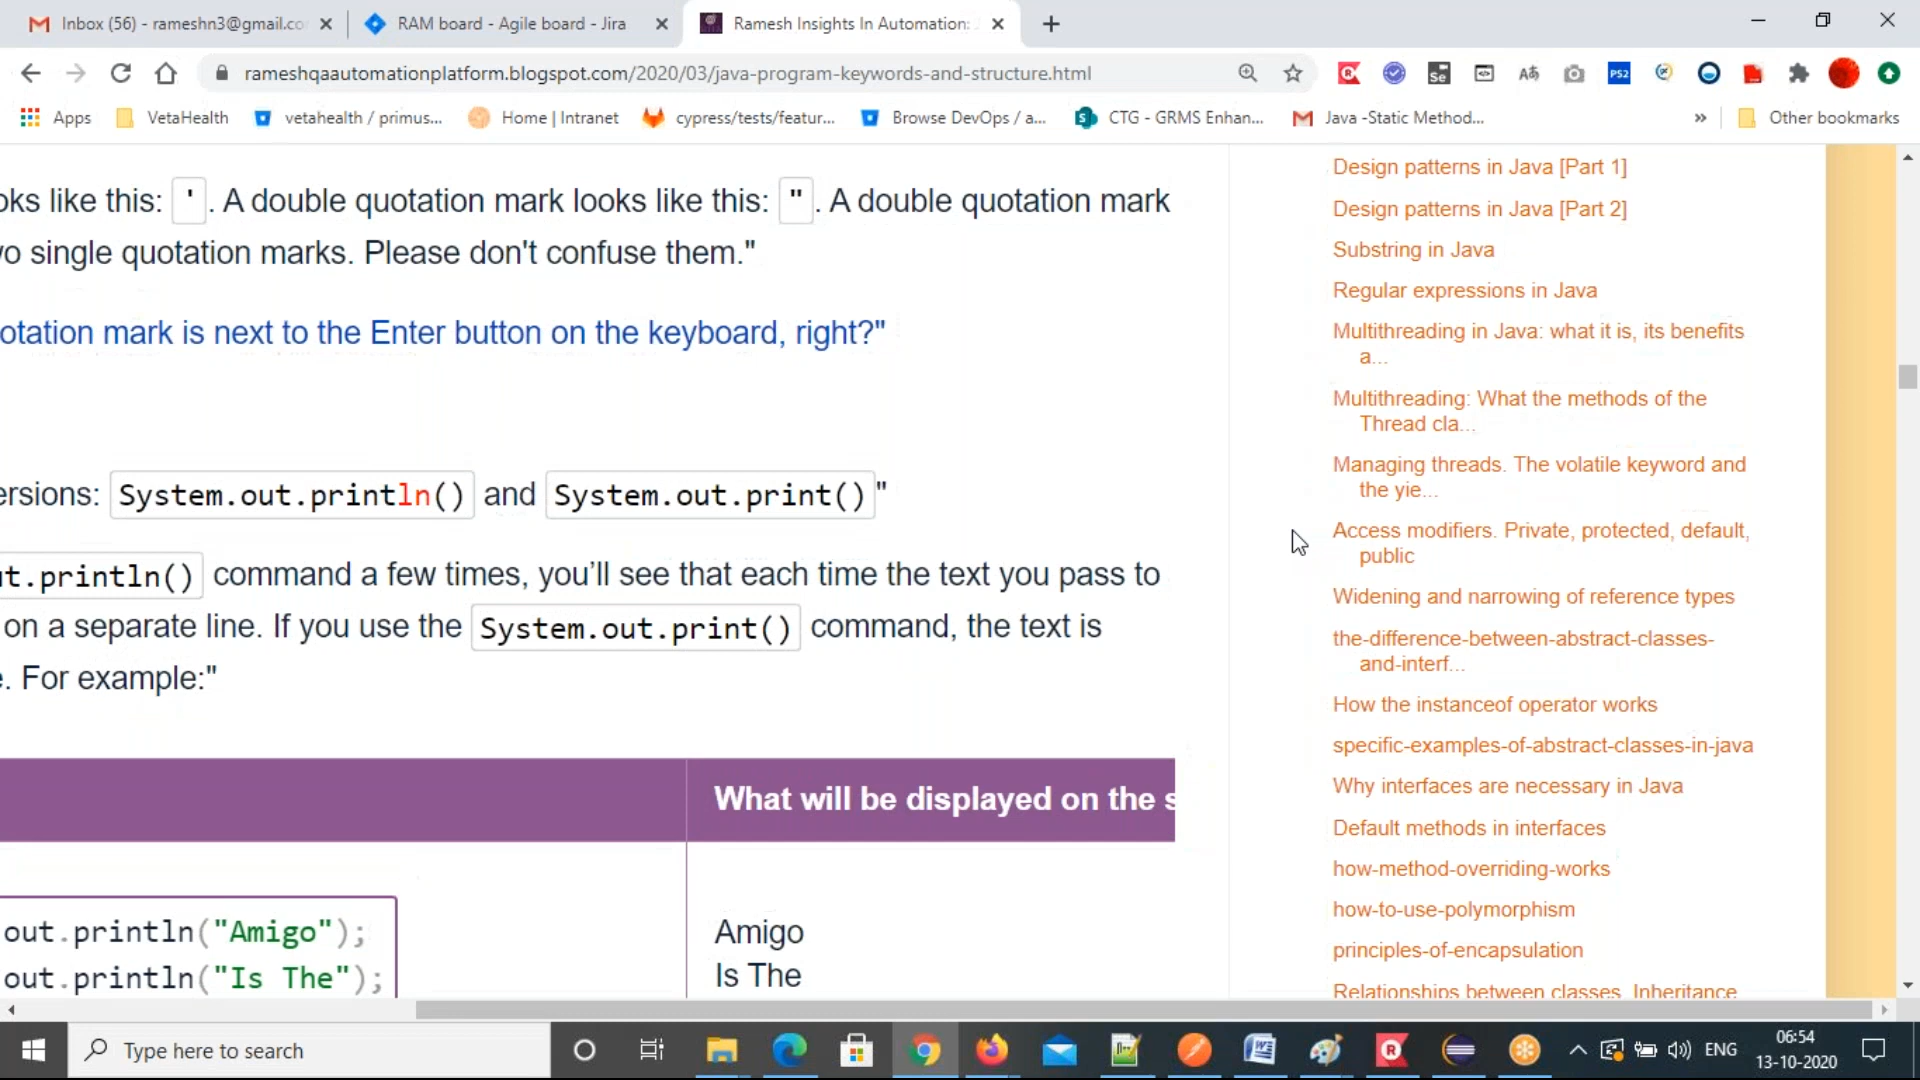 Inbox (56) - rameshn3@gmail.co
RAM board - Agile board - Jira
Ramesh Insights In Automation:
rameshqaautomationplatform.blogspot.com/2020/03/java-program-keywords-and-structure.html
Apps
VetaHealth
vetahealth / primus...
Home | Intranet
cypress/tests/featur...
Browse DevOps / a...
CTG - GRMS Enhan...
Java -Static Method...
»
Other bookmarks
oks like this: ' . A double quotation mark looks like this: " . A double quotation mark
vo single quotation marks. Please don't confuse them."
otation mark is next to the Enter button on the keyboard, right?"
ersions: System.out.println() and System.out.print() "
t.println() command a few times, you’ll see that each time the text you pass to
on a separate line. If you use the System.out.print() command, the text is
e. For example:"
What will be displayed on the s
out.println("Amigo");
out.println("Is The");
Amigo
Is The
Design patterns in Java [Part 1]
Design patterns in Java [Part 2]
Substring in Java
Regular expressions in Java
Multithreading in Java: what it is, its benefits
a...
Multithreading: What the methods of the
Thread cla...
Managing threads. The volatile keyword and
the yie...
Access modifiers. Private, protected, default,
public
Widening and narrowing of reference types
the-difference-between-abstract-classes-
and-interf...
How the instanceof operator works
specific-examples-of-abstract-classes-in-java
Why interfaces are necessary in Java
Default methods in interfaces
how-method-overriding-works
how-to-use-polymorphism
principles-of-encapsulation
Relationships between classes. Inheritance
Type here to search
ENG
06:54
13-10-2020